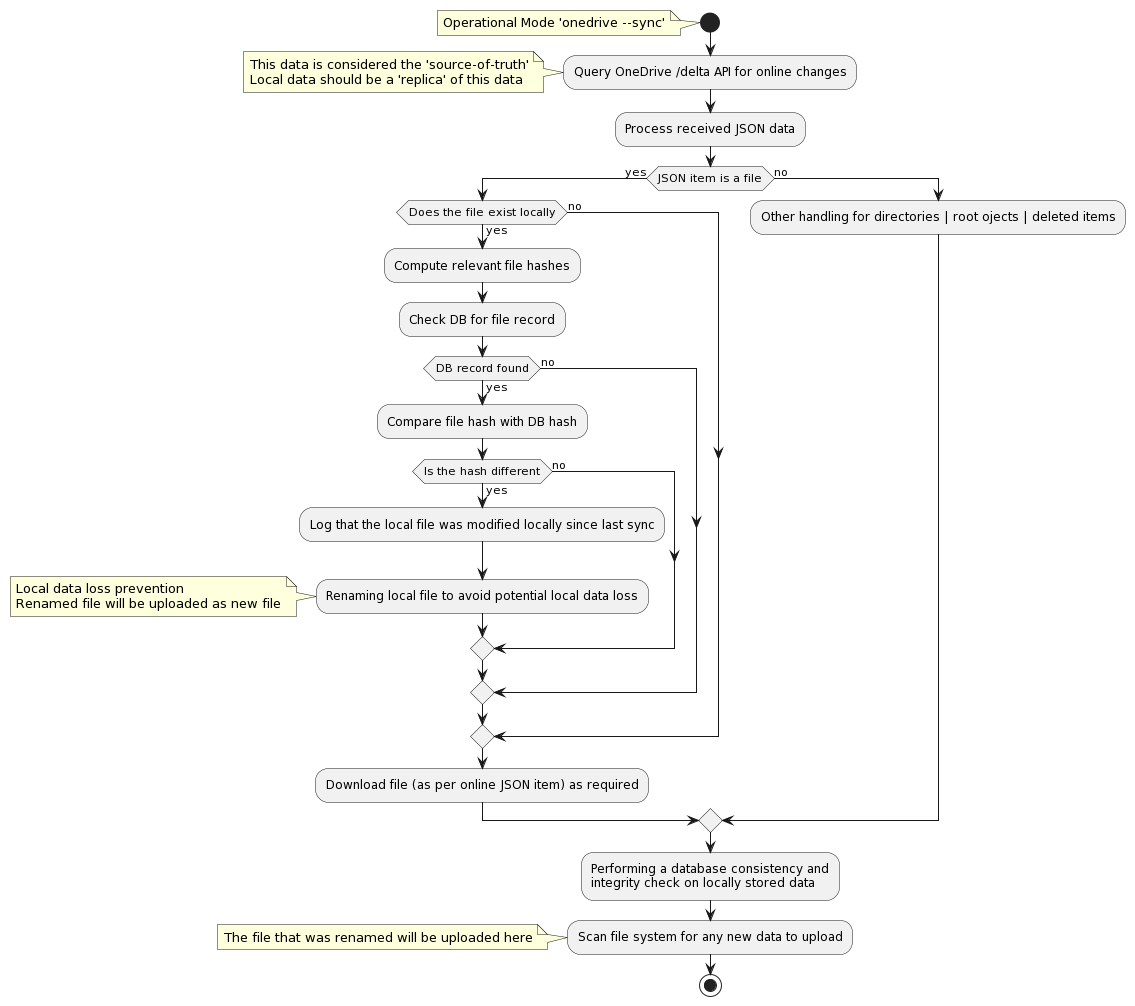 Operational Mode 'onedrive --sync'
This data is considered the 'source-of-truth'
Local data should be a 'replica' of this data
Query OneDrive /delta API for online changes
Process received JSON data
yes
JSON item is a file
no
Does the file exist locally
no
Other handling for directories | root ojects | deleted items
yes
Compute relevant file hashes
Check DB for file record
DB record found
no
yes
Compare file hash with DB hash
Is the hash different
no
yes
Log that the local file was modified locally since last sync
Local data loss prevention
Renamed file will be uploaded as new file
Renaming local file to avoid potential local data loss
Download file (as per online JSON item) as required
Performing a database consistency and
integrity check on locally stored data
The file that was renamed will be uploaded here
Scan file system for any new data to upload